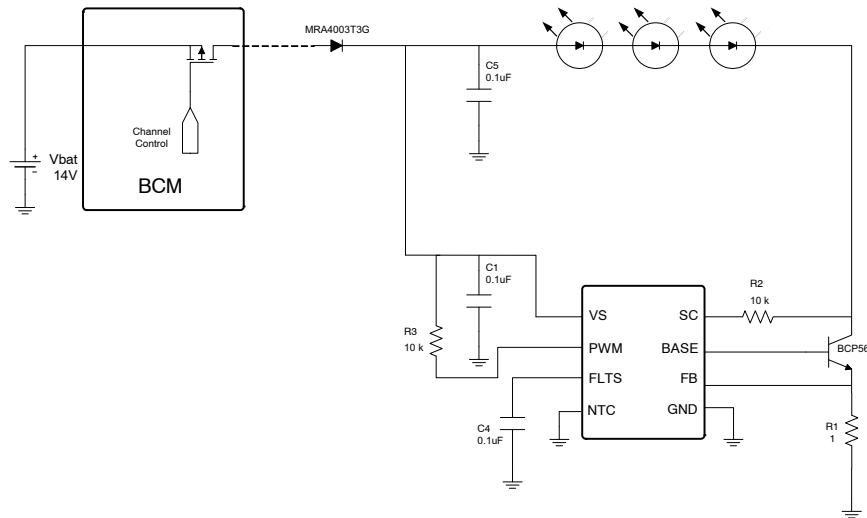 MRA4003T3G
C5
0.1uF
Channel
Control
+
Vbat
-
14V
BCM
C1
0.1uF
R2
10 k
R3
10 k
VS
SC
PWM
BASE
BCP56
FLTS
FB
NTC
GND
C4
0.1uF
R1
1